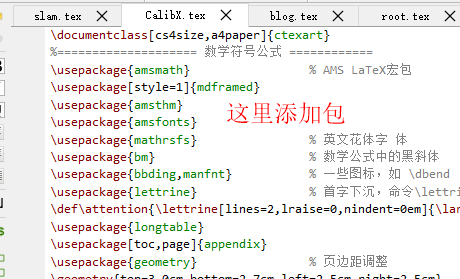 slam.tex CalibX.tex blog.tex root.tex
\documentclass[cs4size,a4paper]{ctexart}
%==================== 数学符号公式 ============
\usepackage{amsmath} % AMS LaTeX宏包
\usepackage[style=1]{mdframed}
\usepackage{amsthm}
\usepackage{amsfonts}
这里添加包
\usepackage{mathrsfs} % 英文花体字 体
\usepackage{bm} % 数学公式中的黑斜体
\usepackage{bbding,manfnt} % 一些图标，如 \dbend
\usepackage{lettrine} % 首字下沉，命令\lettri
\def\attention{\lettrine[lines=2,lraise=0,nindent=0em]{\lar
\usepackage{longtable}
\usepackage[toc,page]{appendix}
\usepackage{geometry} % 页边距调整
\geometry{top=3.0cm,bottom=2.7cm,left=2.5cm,right=2.5cm}